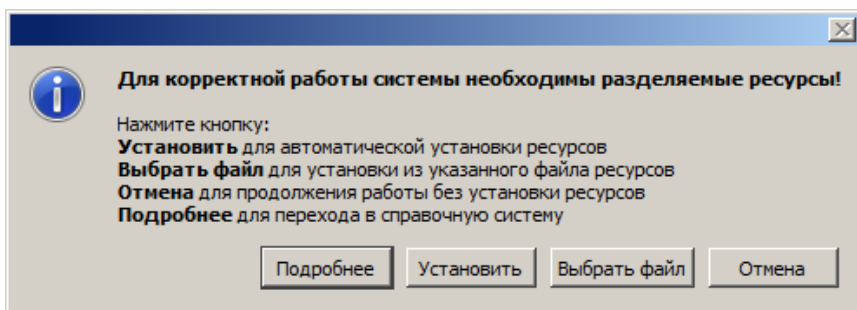 Для корректной работы системы необходимы разделяемые ресурсы!
Нажмите кнопку:
Установить для автоматической установки ресурсов
Выбрать файл для установки из указанного файла ресурсов
Отмена для продолжения работы без установки ресурсов
Подробнее для перехода в справочную систему
Подробнее Установить Выбрать файл Отмена